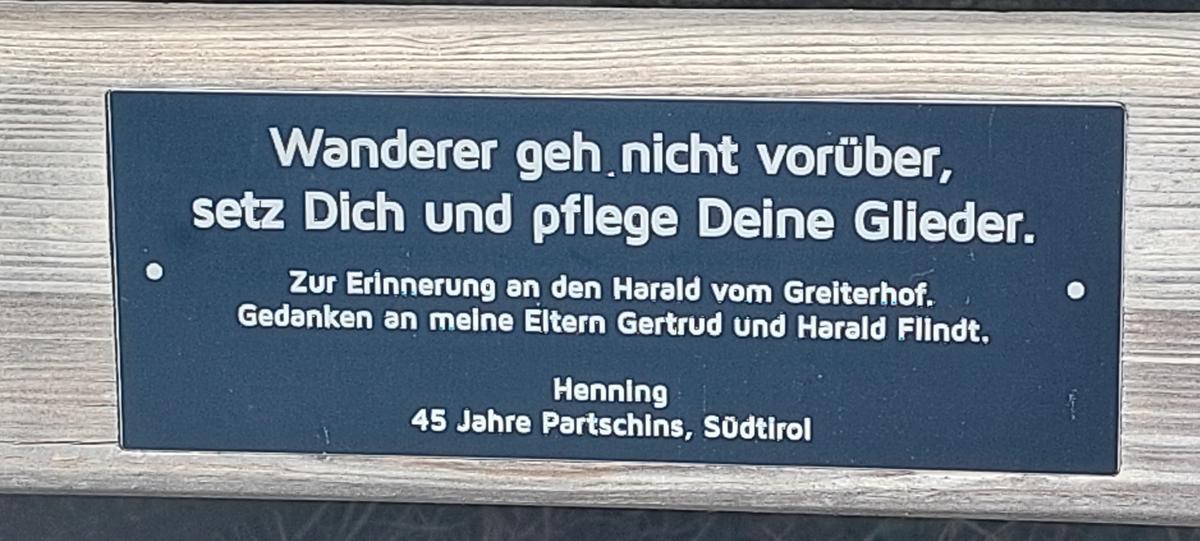 Wanderer geh nicht vorüber,
setz Dich und pflege Deine Glieder.
Zur Erinnerung an den Harald vom Greiterhof.
Gedanken an meine Eltern Gertrud und Harald Flindt.
Henning
45 Jahre Partschins, Südtirol